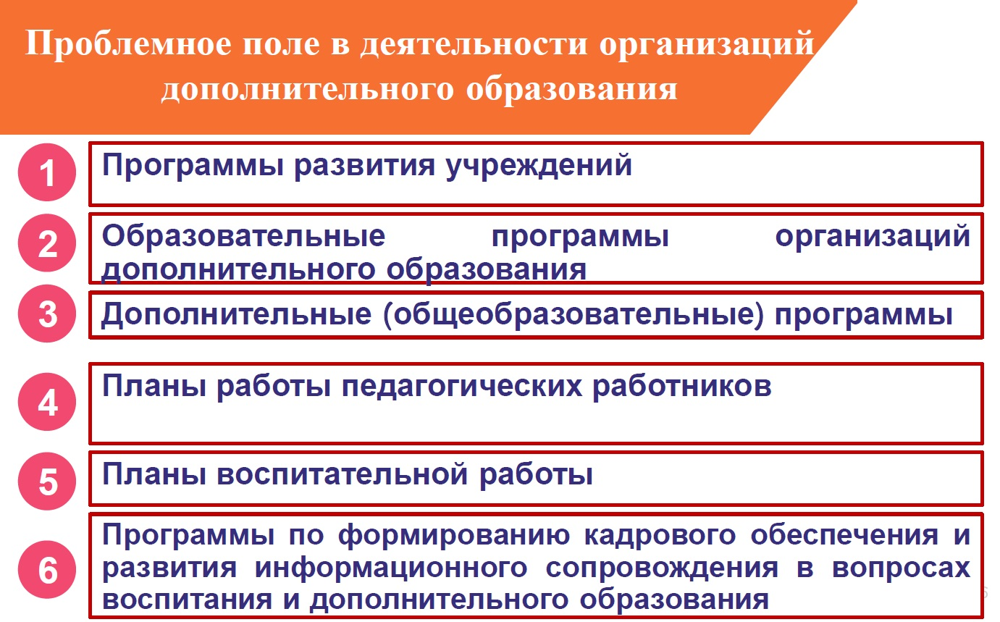 Проблемное поле в деятельности организаций
дополнительного образования
1
Программы развития учреждений
2
Образовательные программы организаций
дополнительного образования
3
Дополнительные (общеобразовательные) программы
4
Планы работы педагогических работников
5
Планы воспитательной работы
6
Программы по формированию кадрового обеспечения и
развития информационного сопровождения в вопросах
воспитания и дополнительного образования
6